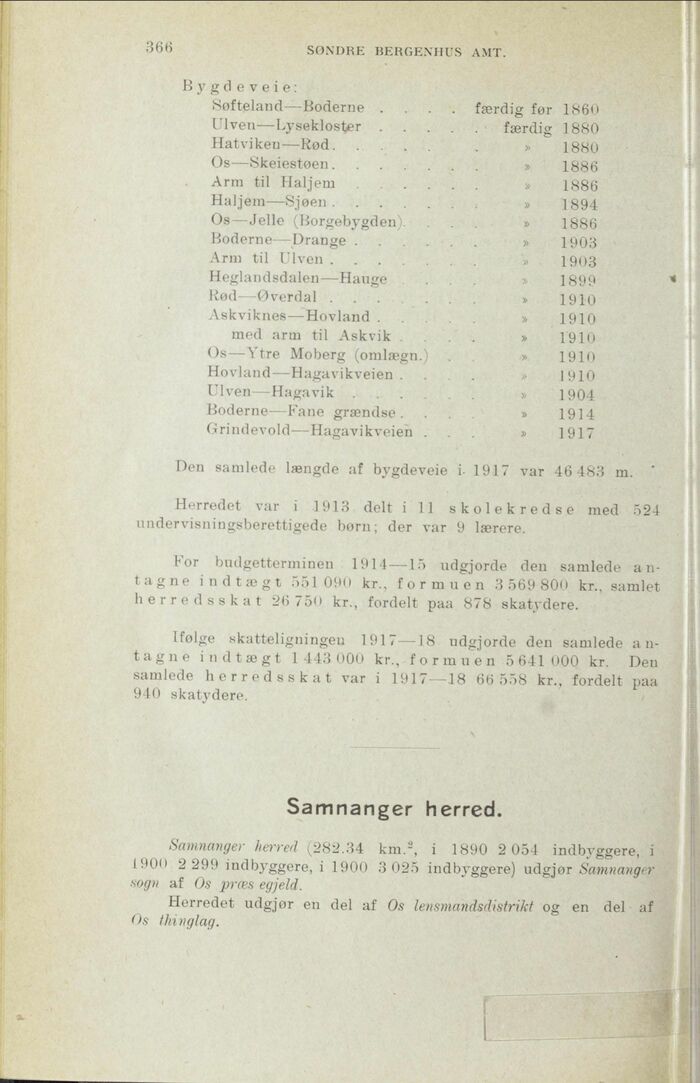 366
SØNDRE BERGENHUS AMT.
Bygdeveie:
Søfteland—Boderne . . . . færdig før 1860
Ulven—Lysekloster . . . . . færdig 1880
Hatviken—Rød. . . . . . . » 1880
Os—Skeiestøen. . . . . . . » 1886
Arm til Haljem . . . . . . » 1886
Haljem—Sjøen . . . . . . . » 1894
Os—Jelle (Borgebygden). . . . » 1886
Boderne—Drange . . . . . . » 1903
Arm til Ulven . . . . . . . » 1903
Heglandsdalen—Hauge . . . . » 1899
Rød—Øverdal . . . . . . . » 1910
Askviknes—Hovland . . . . . » 1910
med arm til Askvik . . . . » 1910
Os—Ytre Moberg (omlægn.) . . » 1910
Hovland—Hagavikveien . . . . » 1910
Ulven—Hagavik . . . . . . » 1904
Boderne—Fane grændse . . . » 1914
Grindevold—Hagavikveien . . . » 1917
Den samlede længde af bygdeveie i 1917 var 46 483 m.
Herredet var i 1913 delt i 11 skolekredse med 524
undervisningsberettigede børn; der var 9 lærere.
For budgetterminen 1914—15 udgjorde den samlede an-
tagne indtægt 551 090 kr., formuen 3 569 800 kr., samlet
herredsskat 26 750 kr., fordelt paa 878 skatydere.
Ifølge skatteligningen 1917—18 udgjorde den samlede an-
tagne indtægt 1 443 000 kr., formuen 5 641 000 kr. Den
samlede herredsskat var i 1917—18 66 558 kr., fordelt paa
940 skatydere.
Samnanger herred.
Samnanger herred (282.34 km.², i 1890 2 054 indbyggere, i
1900 2 299 indbyggere, i 1900 3 025 indbyggere) udgjør Samnanger
sogn af Os præs egjeld.
Herredet udgjør en del af Os lensmandsdistrikt og en del af
Os thinglag.